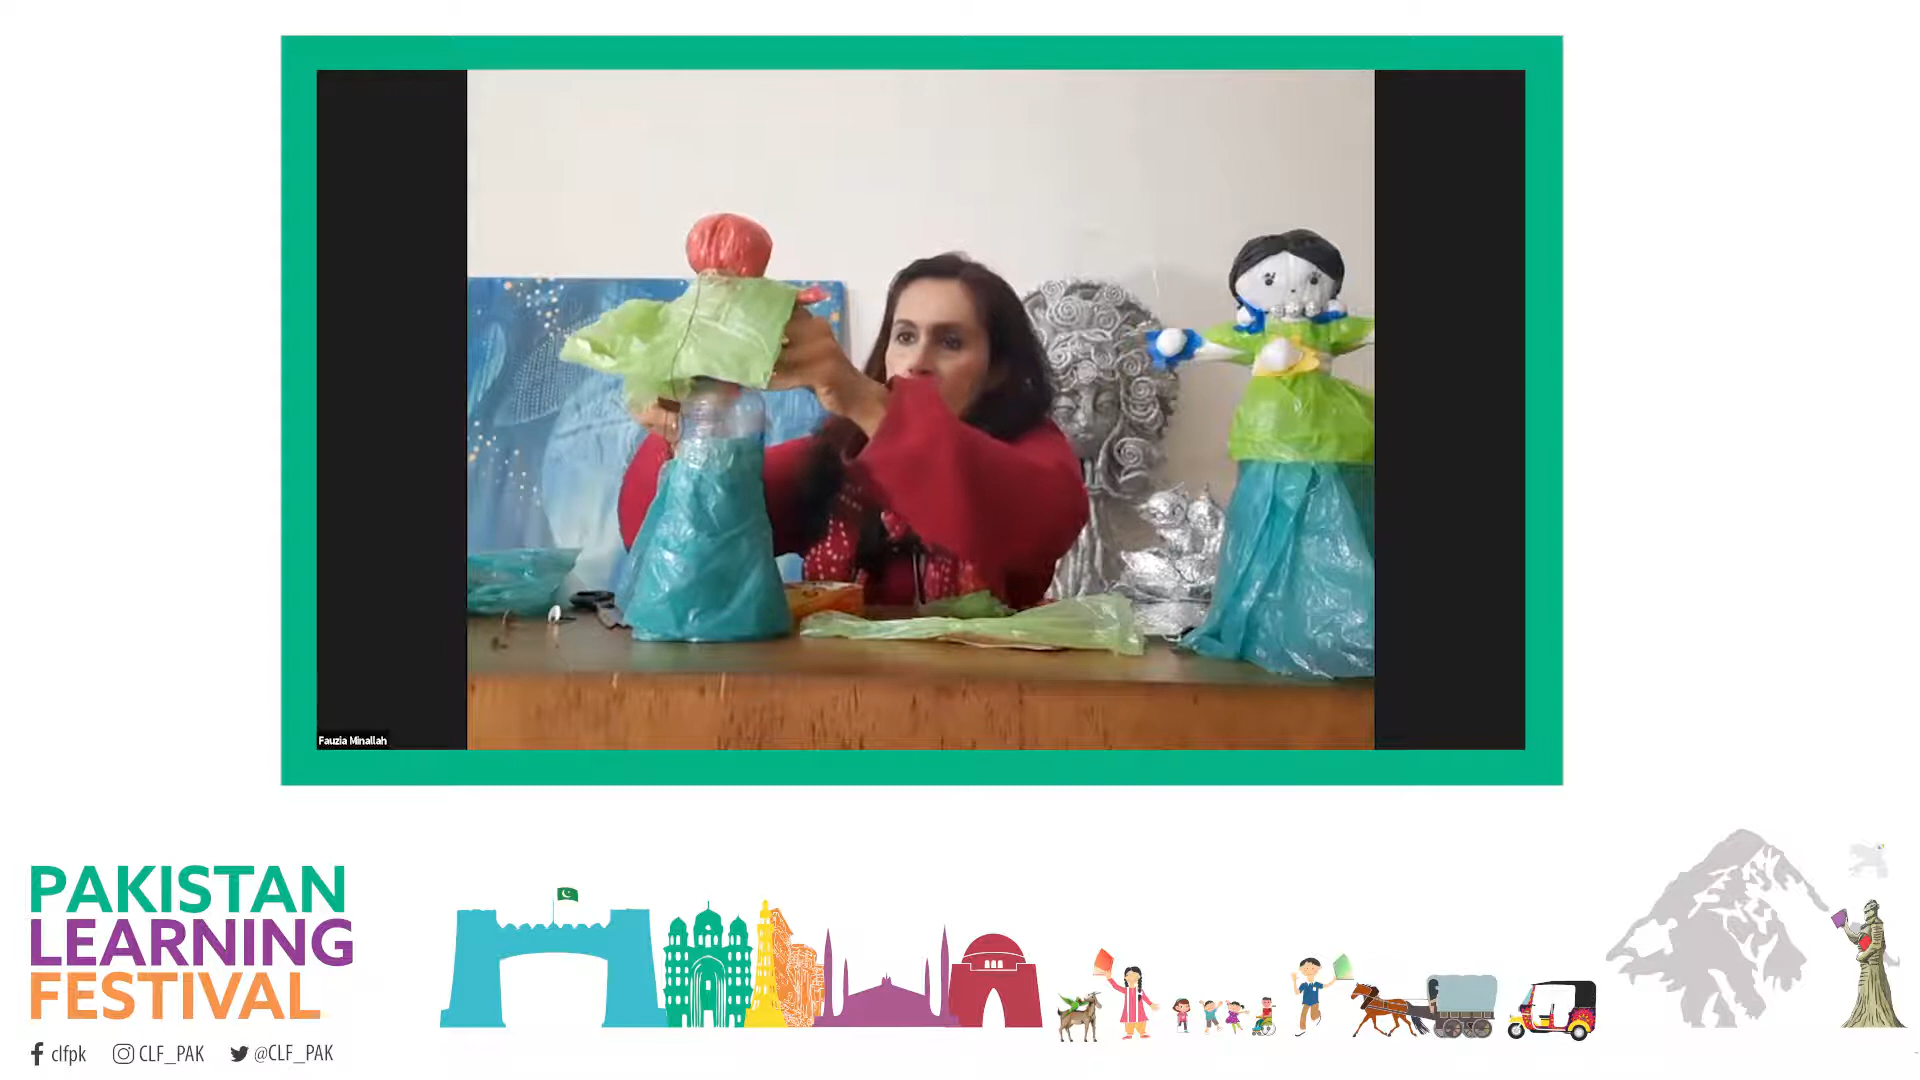 Fauzia Minallah
PAKISTAN
LEARNING
FESTIVAL
clfpk CLF_PAK @CLF_PAK